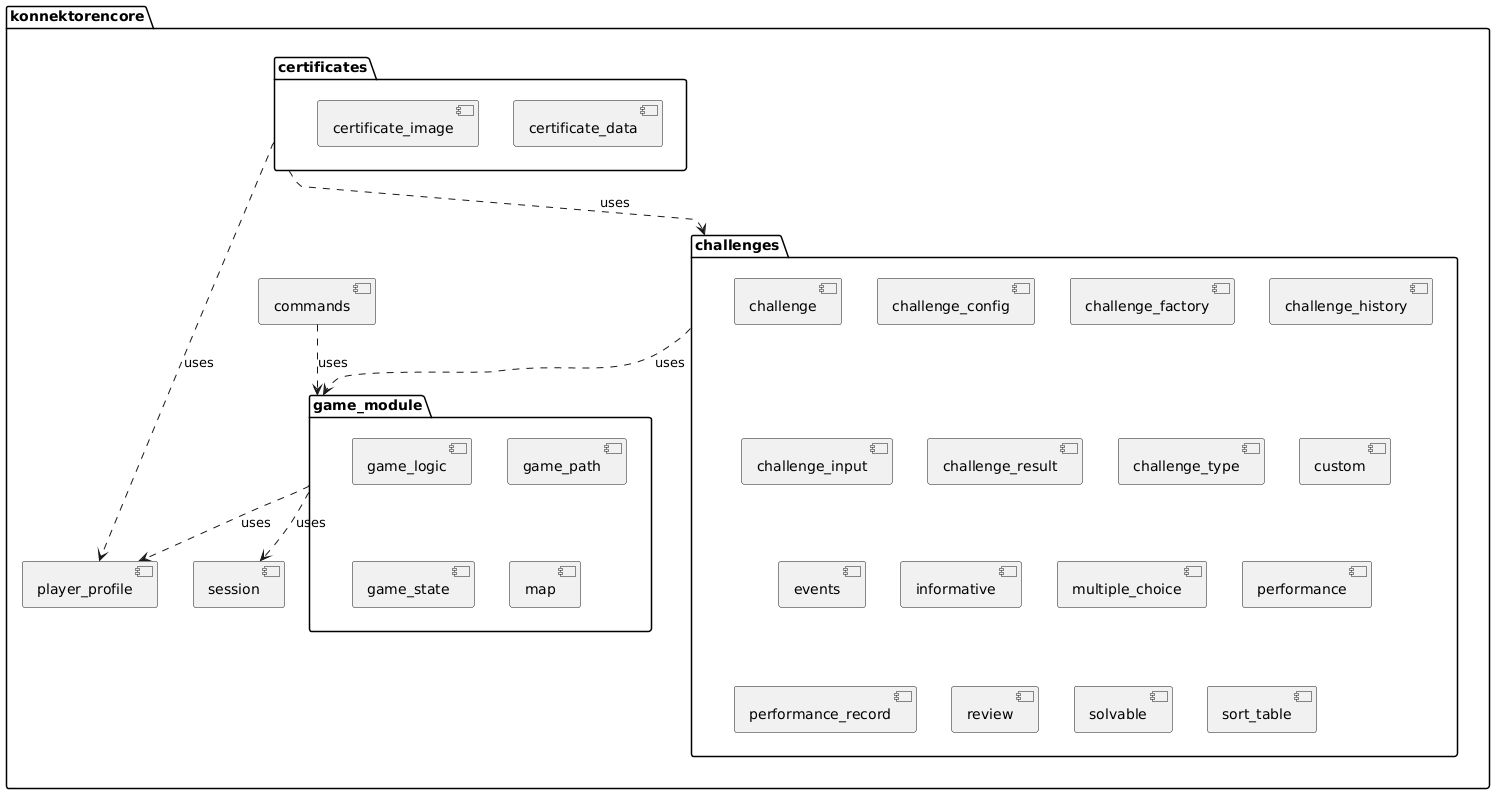 konnektorencore
certificates
certificate_image
certificate_data
uses
challenges
commands
challenge
challenge_config
challenge_factory
challenge_history
uses
uses
uses
game_module
game_logic
game_path
challenge_input
challenge_result
challenge_type
custom
uses
uses
player_profile
session
game_state
map
events
informative
multiple_choice
performance
performance_record
review
solvable
sort_table